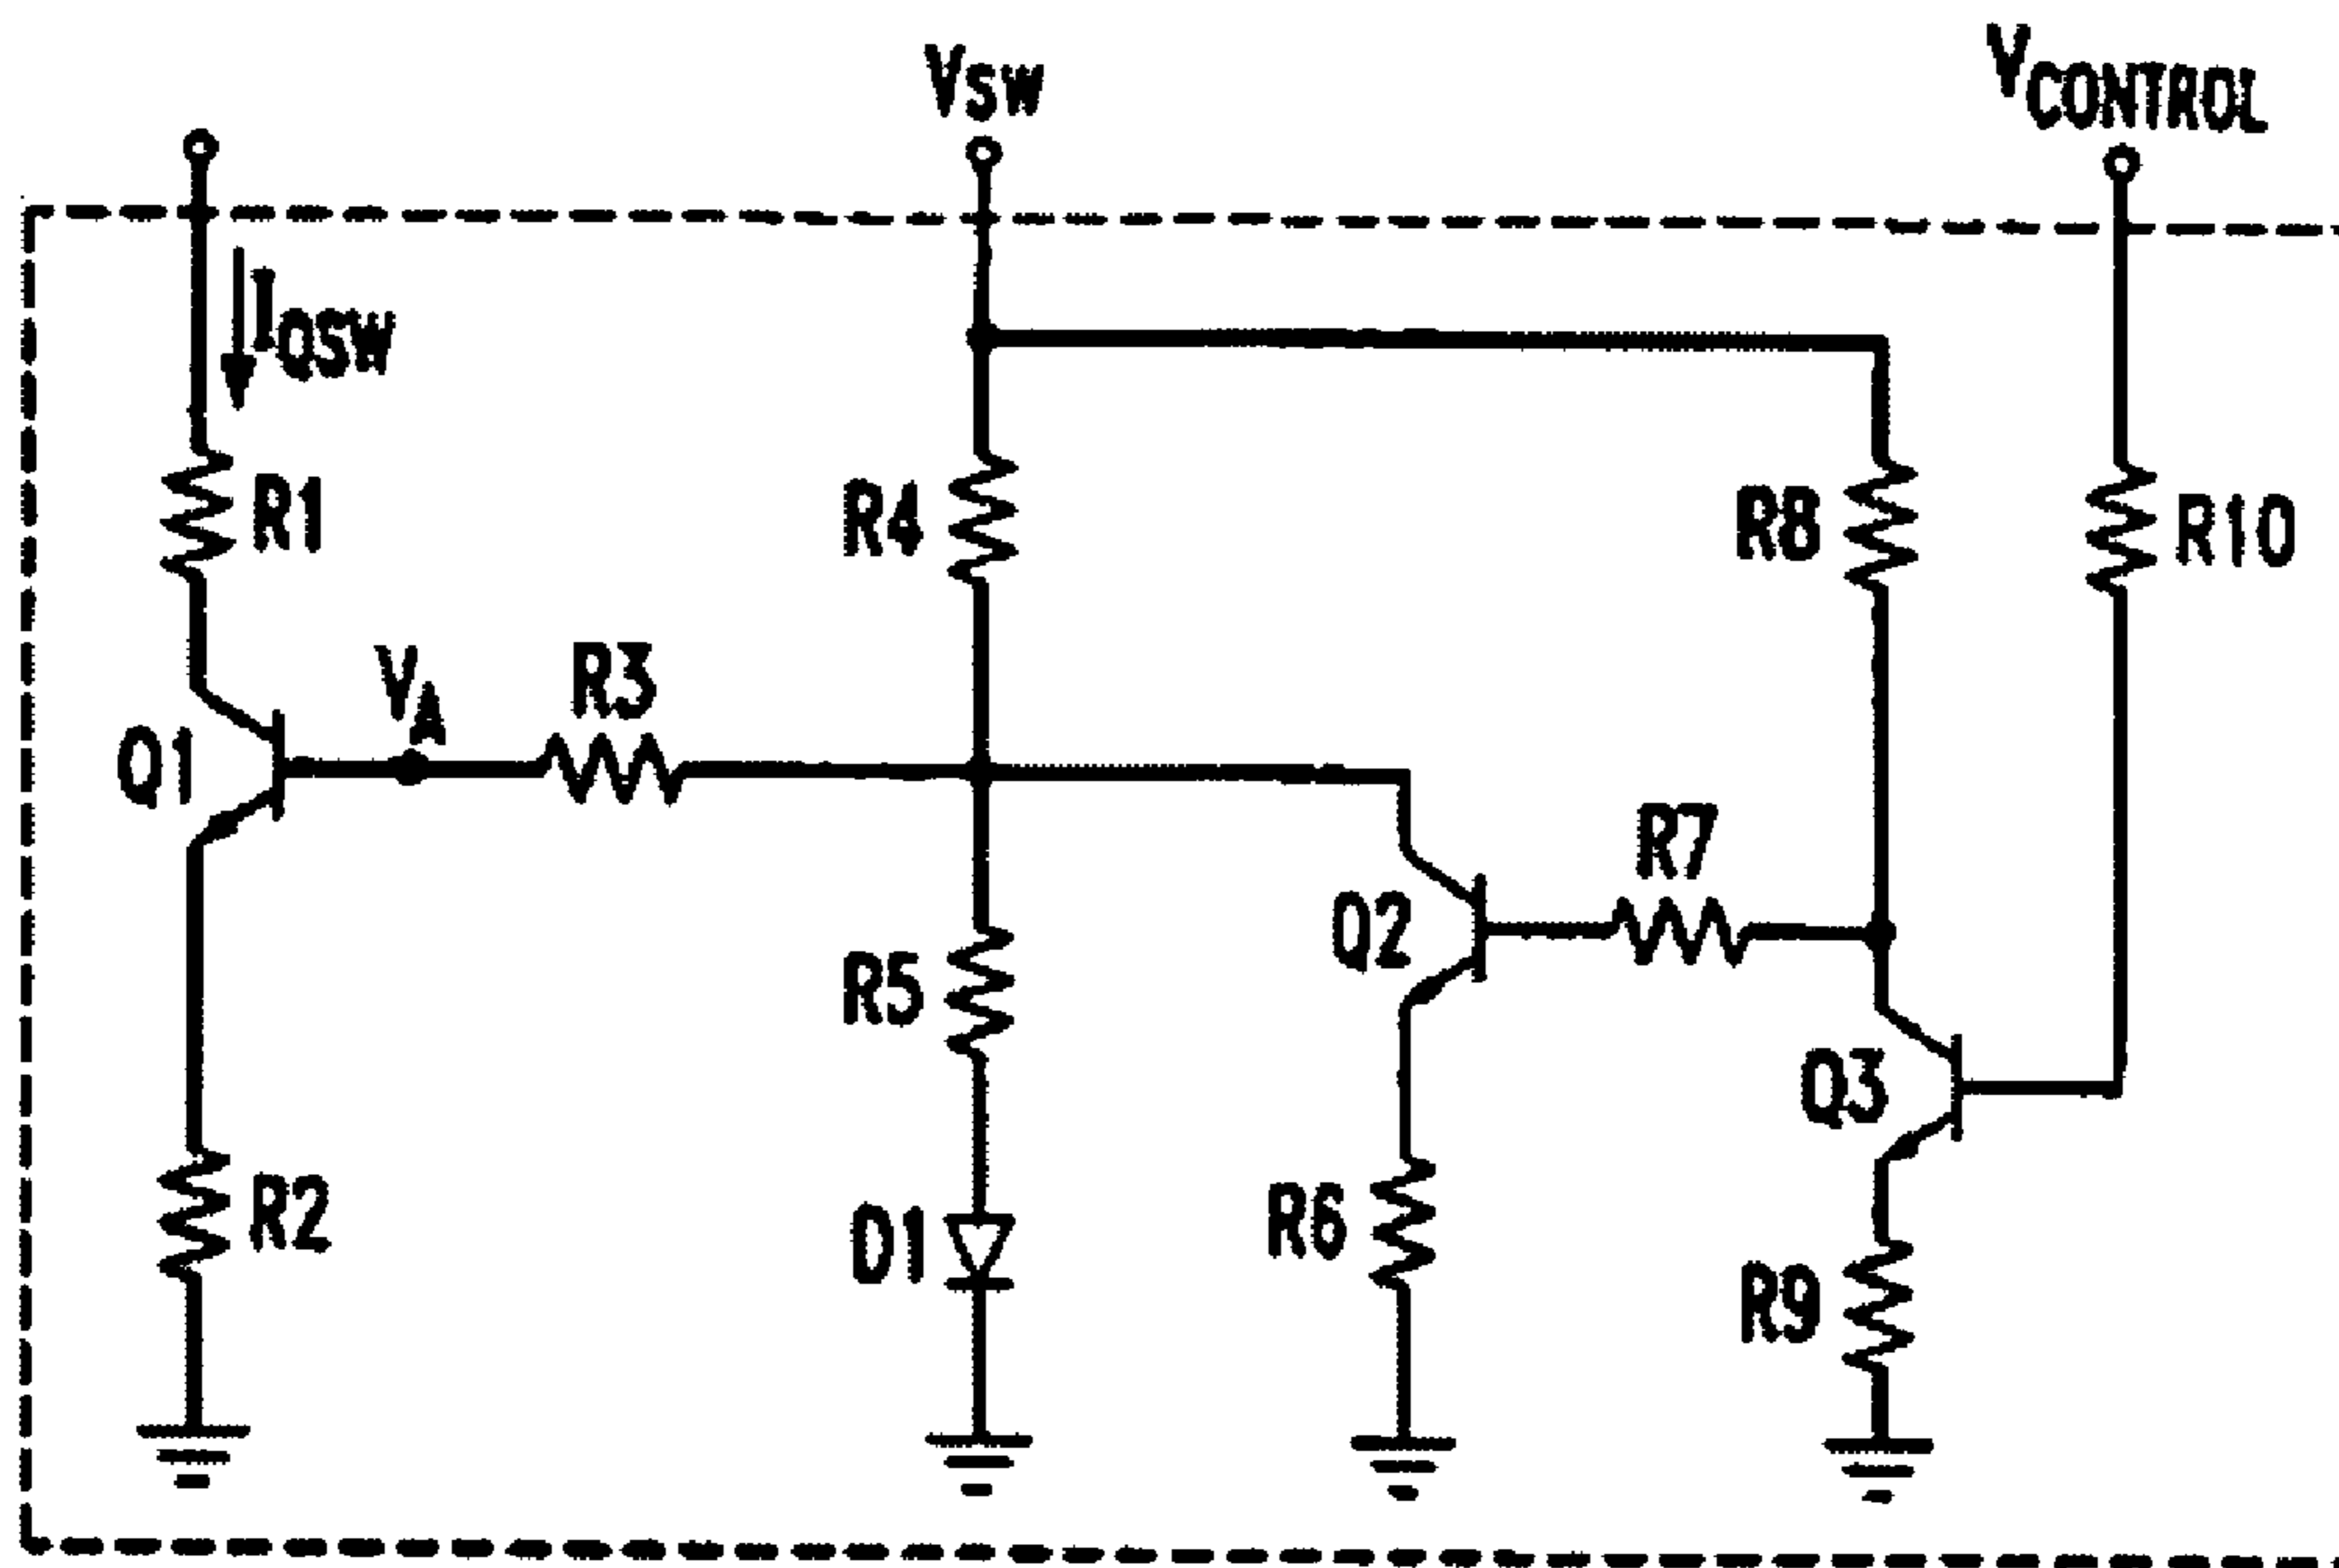 VSW
VCONTROL
IQSW
R1
R4
R8
R10
VA
R3
Q1
R7
Q2
R5
Q3
R2
D1
R6
R9